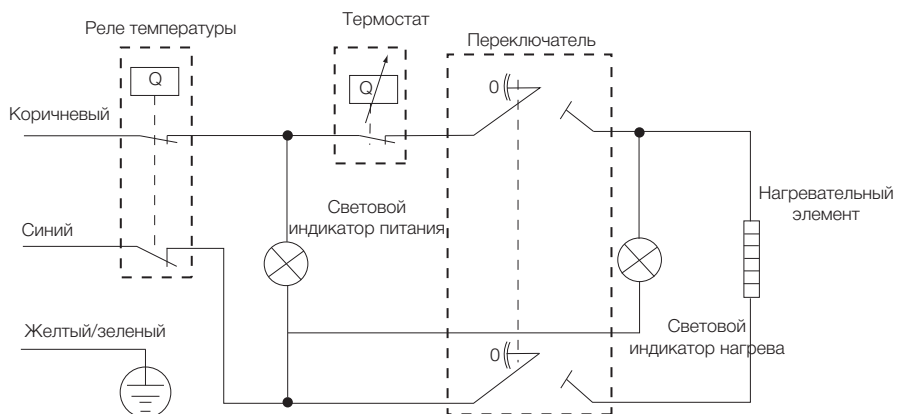 Реле температуры
Термостат
Переключатель
Q
Q
0
Коричневый
Синий
Световой
индикатор питания
Нагревательный
элемент
Желтый/зеленый
Световой
индикатор нагрева
0